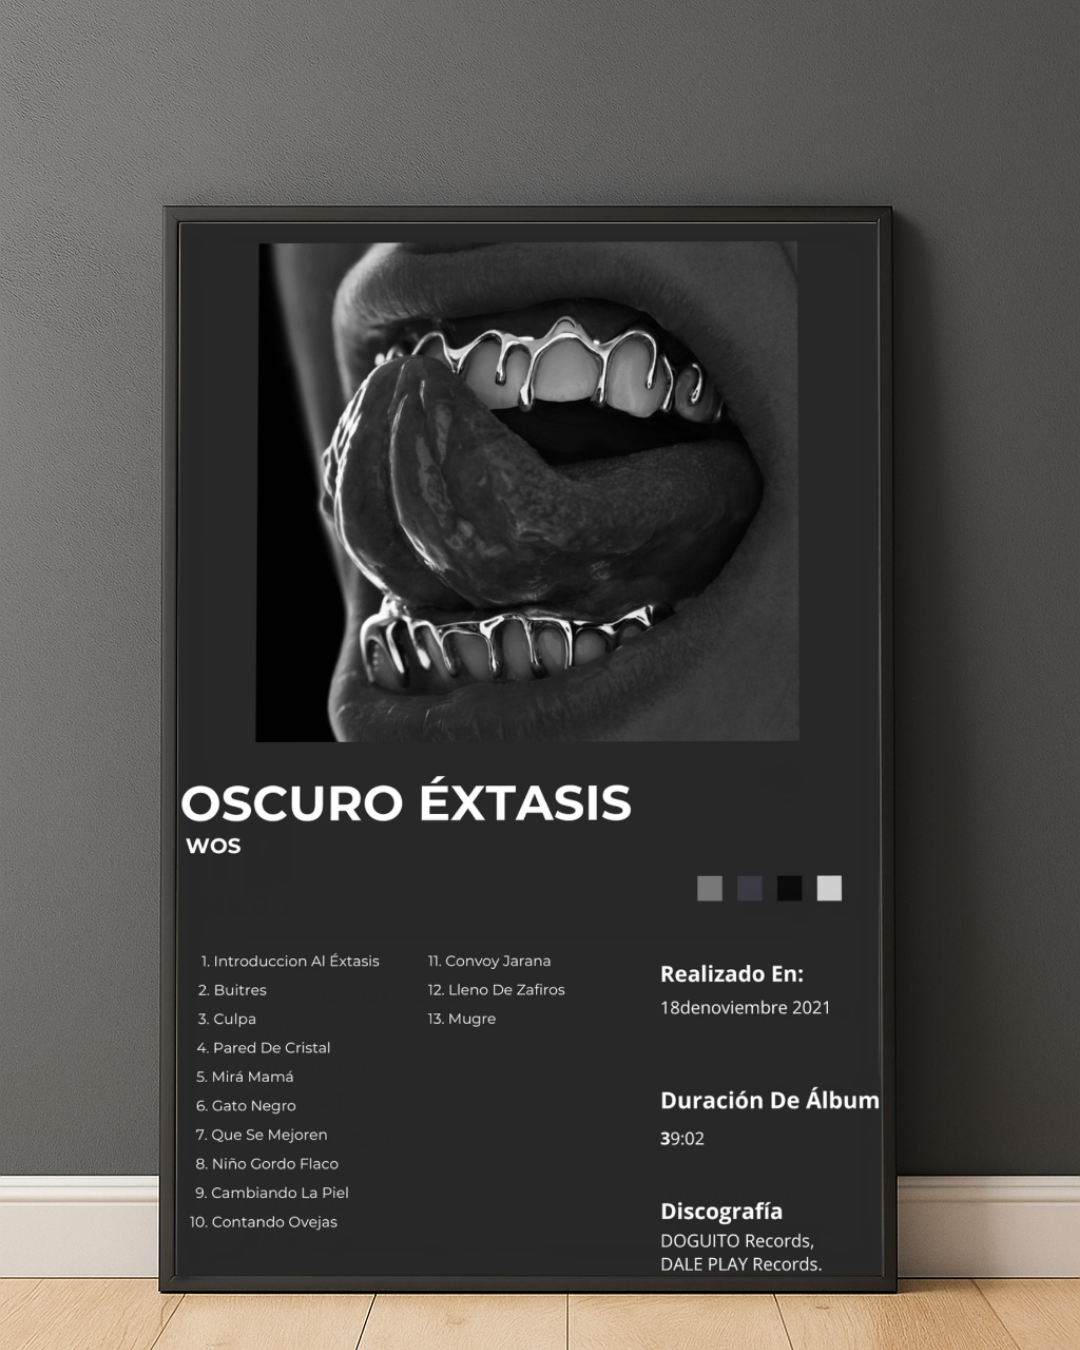 OSCURO ÉXTASIS
WOS
1. Introduccion Al Éxtasis
2. Buitres
3. Culpa
4. Pared De Cristal
5. Mirá Mamá
6. Gato Negro
7. Que Se Mejoren
8. Niño Gordo Flaco
9. Cambiando La Piel
10. Contando Ovejas
11. Convoy Jarana
12. Lleno De Zafiros
13. Mugre
Realizado En:
18denoviembre 2021
Duración De Álbum
39:02
Discografía
DOGUITO Records,
DALE PLAY Records.